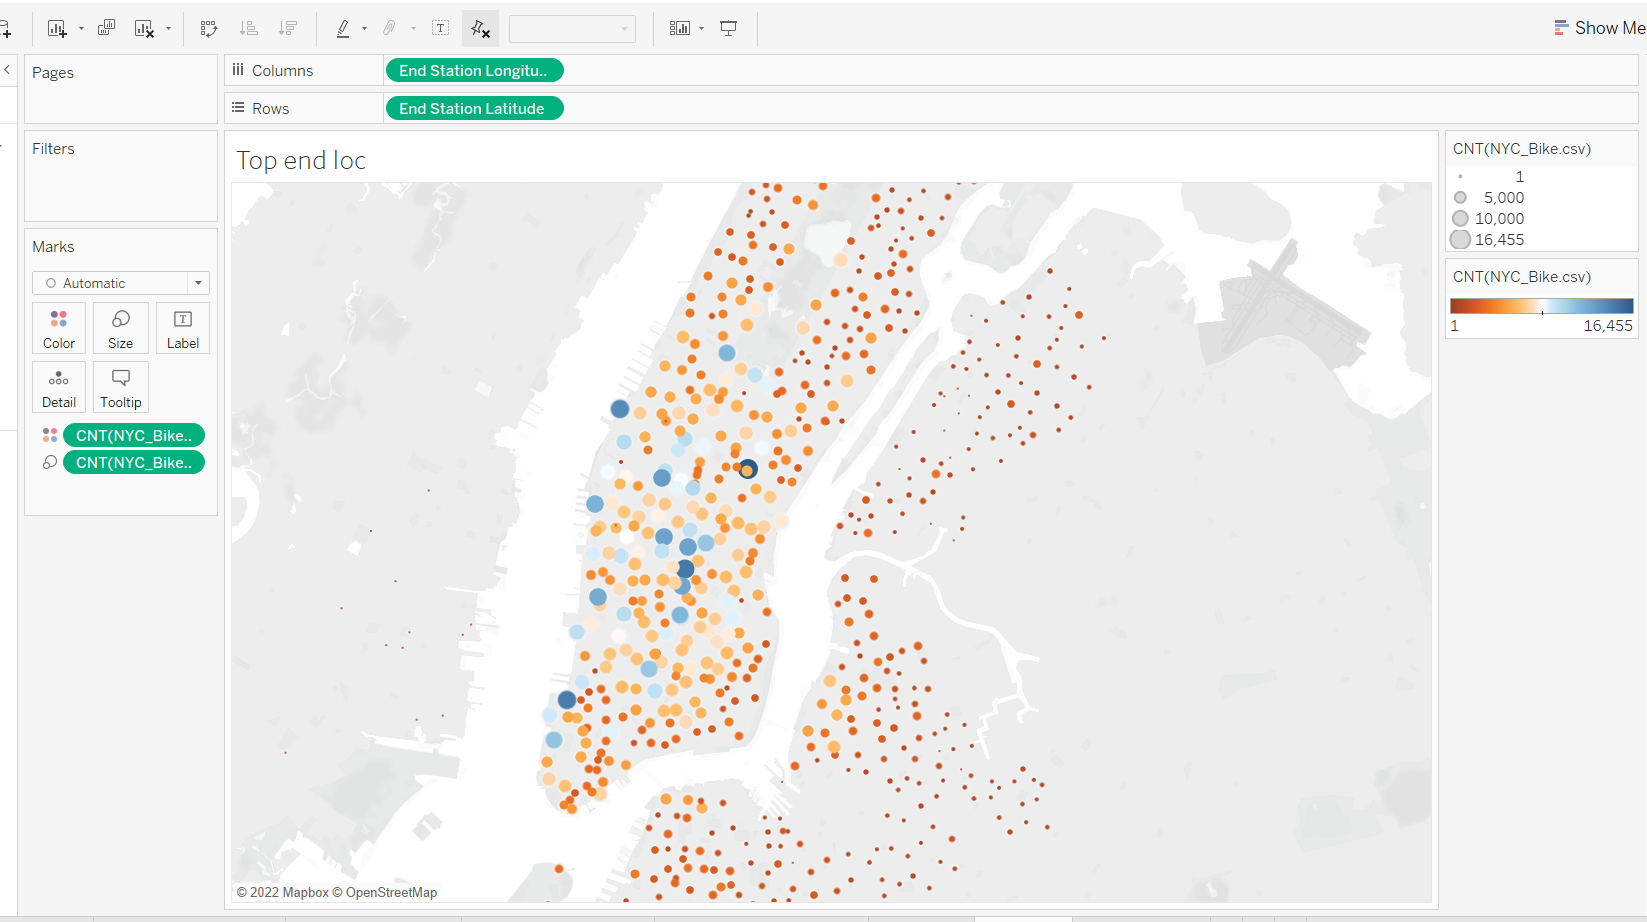 Show Me
Pages
Columns
End Station Longitu..
Rows
End Station Latitude
Filters
Marks
Automatic
Color
Size
Label
Detail
Tooltip
CNT(NYC_Bike..
CNT(NYC_Bike..
Top end loc
© 2022 Mapbox © OpenStreetMap
CNT(NYC_Bike.csv)
1
5,000
10,000
16,455
CNT(NYC_Bike.csv)
1
16,455